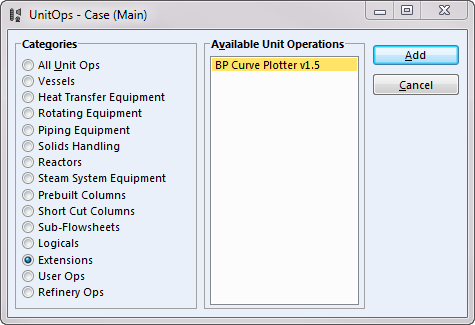 UnitOps - Case (Main)
Categories
All Unit Ops
Vessels
Heat Transfer Equipment
Rotating Equipment
Piping Equipment
Solids Handling
Reactors
Steam System Equipment
Prebuilt Columns
Short Cut Columns
Sub-Flowsheets
Logicals
Extensions
User Ops
Refinery Ops
Available Unit Operations
BP Curve Plotter v1.5
Add
Cancel